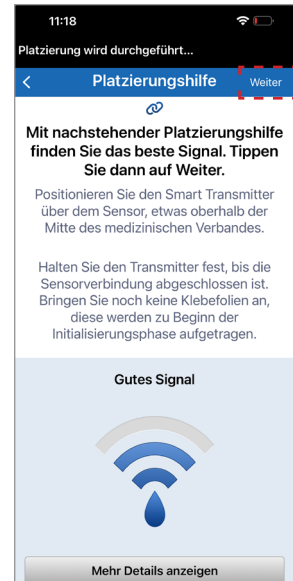 11:18
Platzierung wird durchgeführt...
Platzierungshilfe Weiter
Mit nachstehender Platzierungshilfe
finden Sie das beste Signal. Tippen
Sie dann auf Weiter.
Positionieren Sie den Smart Transmitter
über dem Sensor, etwas oberhalb der
Mitte des medizinischen Verbandes.
Halten Sie den Transmitter fest, bis die
Sensorverbindung abgeschlossen ist.
Bringen Sie noch keine Klebefolien an,
diese werden zu Beginn der
Initialisierungsphase aufgetragen.
Gutes Signal
Mehr Details anzeigen